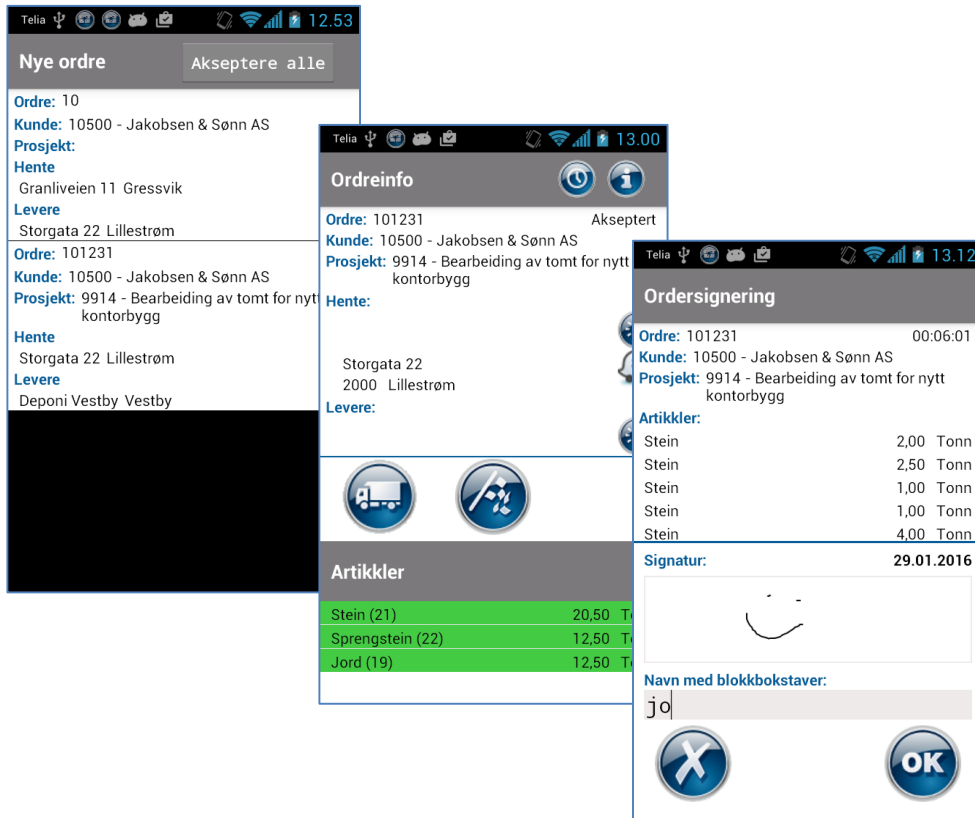 Telia 12.53
Nye ordre Akseptere alle
Ordre: 10
Kunde: 10500 - Jakobsen & Sønn AS
Prosjekt:
Hente
Granliveien 11 Gressvik
Levere
Storgata 22 Lillestrøm
Ordre: 101231
Kunde: 10500 - Jakobsen & Sønn AS
Prosjekt: 9914 - Bearbeiding av tomt for nytt
kontorbygg
Hente
Storgata 22 Lillestrøm
Levere
Deponi Vestby Vestby
Telia 13.00
Ordreinfo
Ordre: 101231 Akseptert
Kunde: 10500 - Jakobsen & Sønn AS
Prosjekt: 9914 - Bearbeiding av tomt for nytt
kontorbygg
Hente:
Storgata 22
2000 Lillestrøm
Levere:
Artikkler
Stein (21) 20,50
Sprengstein (22) 12,50
Jord (19) 12,50
Telia 13.12
Ordersignering
Ordre: 101231 00:06:01
Kunde: 10500 - Jakobsen & Sønn AS
Prosjekt: 9914 - Bearbeiding av tomt for nytt
kontorbygg
Artikkler:
Stein 2,00 Tonn
Stein 2,50 Tonn
Stein 1,00 Tonn
Stein 1,00 Tonn
Stein 4,00 Tonn
Signatur: 29.01.2016
Navn med blokkbokstaver:
jo
X OK